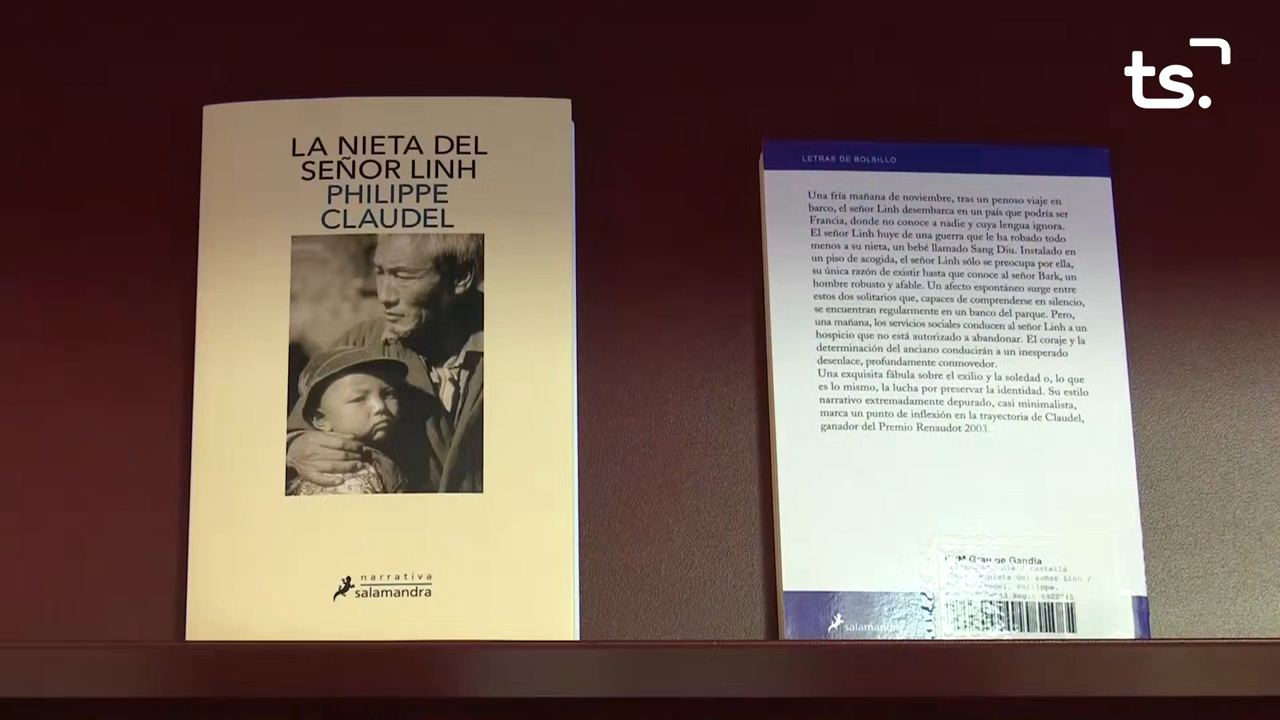 ts.
LA NIETA DEL
SEÑOR LINH
PHILIPPE
CLAUDEL
narrativa
salamandra
LETRAS DE BOLSILLO
Una fría mañana de noviembre, tras un penoso viaje en
barco, el señor Linh desembarca en un país que podría ser
Francia, donde no conoce a nadie y cuya lengua ignora.
El señor Linh huye de una guerra que le ha robado todo
menos a su nieta, un bebé llamado Sang Diu. Instalado en
un piso de acogida, el señor Linh sólo se preocupa por ella,
su única razón de existir hasta que conoce al señor Bark, un
hombre robusto y afable. Un afecto espontáneo surge entre
estos dos solitarios que, capaces de comprenderse en silencio,
se encuentran regularmente en un banco del parque. Pero,
una mañana, los servicios sociales conducen al señor Linh a un
hospicio que no está autorizado a abandonar. El coraje y la
determinación del anciano conducirán a un inesperado
desenlace, profundamente conmovedor.
Una exquisita fábula sobre el exilio y la soledad o, lo que
es lo mismo, la lucha por preservar la identidad. Su estilo
narrativo extremadamente depurado, casi minimalista,
marca un punto de inflexión en la trayectoria de Claudel,
ganador del Premio Renaudot 2003.
Grau de Gandia
castellà
nieta del señor Linh /
Philippe.
Reg.: